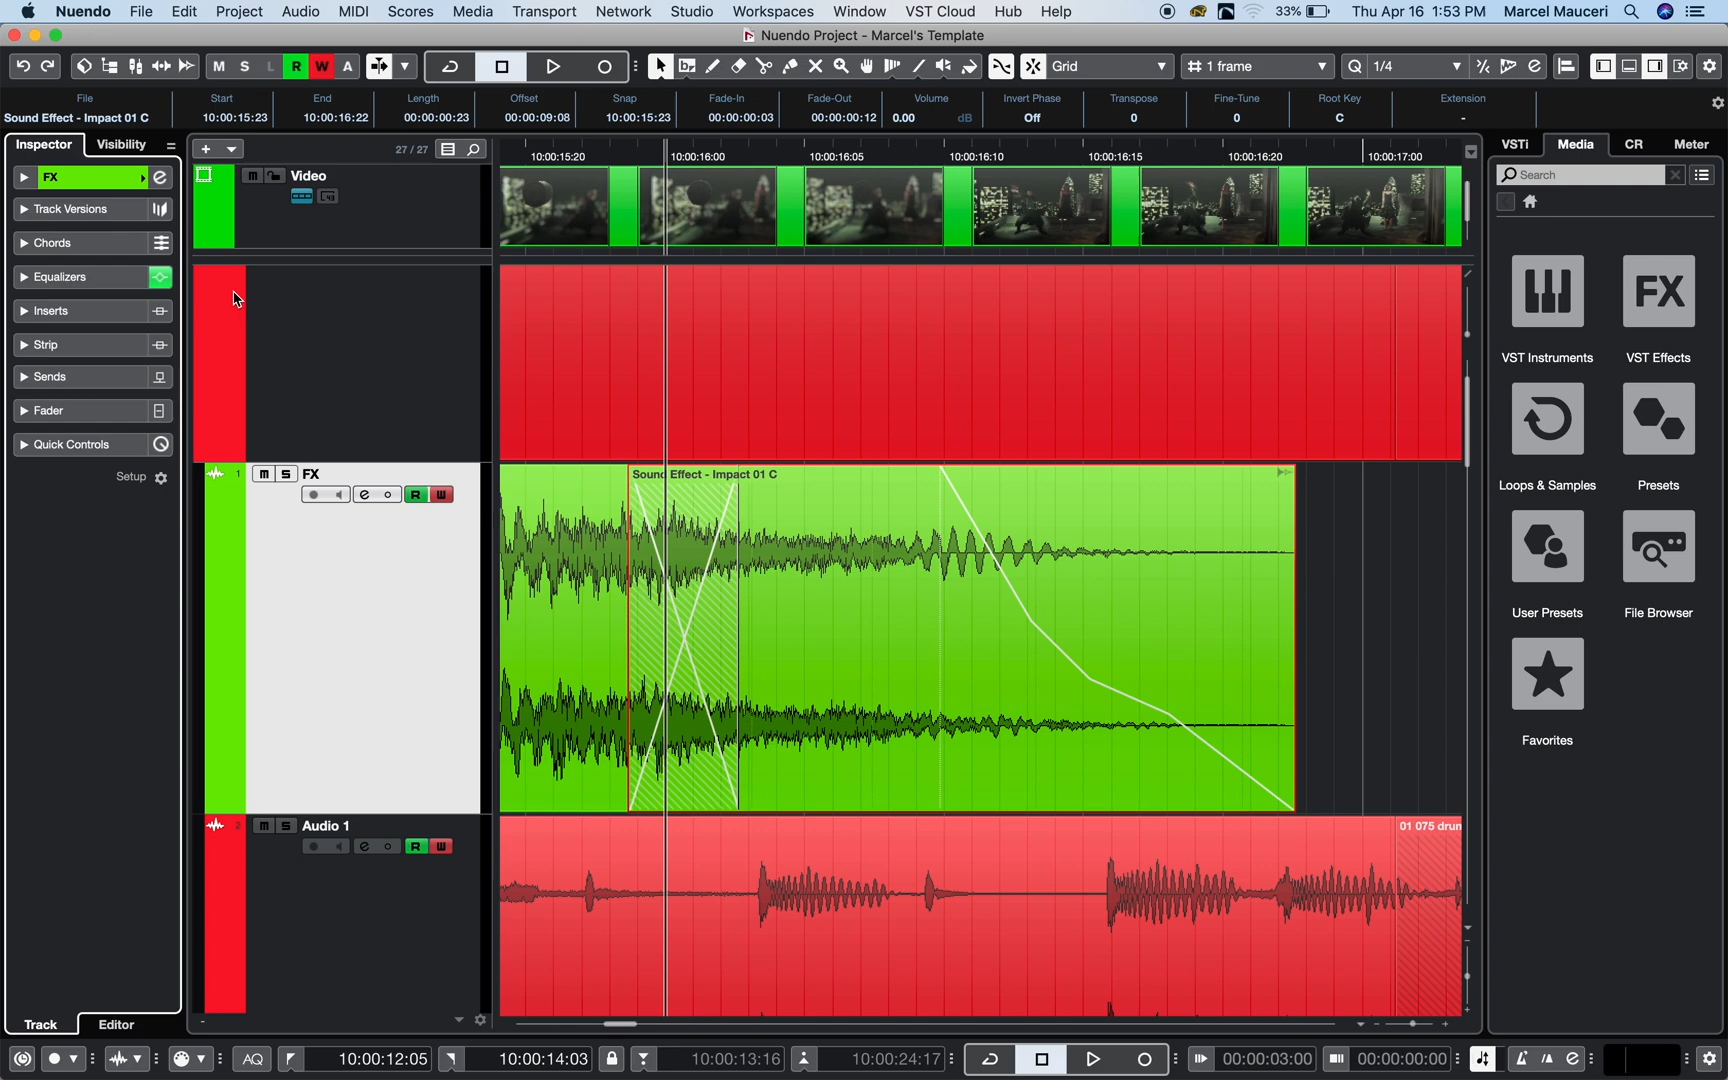 Nuendo File Edit Project Audio MIDI Scores Media Transport Network Studio Workspaces Window VST Cloud Hub Help 33% Thu Apr 16 1:53 PM Marcel Mauceri
Nuendo Project - Marcel's Template
M S L R W A Grid 1 frame Q 1/4
File Start End Length Offset Snap Fade-In Fade-Out Volume Invert Phase Transpose Fine-Tune Root Key Extension
Sound Effect - Impact 01 C 10:00:15:23 10:00:16:22 00:00:00:23 00:00:09:08 10:00:15:23 00:00:00:03 00:00:00:12 0.00 dB Off 0 0 C -
Inspector Visibility 27 / 27 VSTi Media CR Meter
10:00:15:20 10:00:16:00 10:00:16:05 10:00:16:10 10:00:16:15 10:00:16:20 10:00:17:00
FX m Video Search
Track Versions
Chords
Equalizers
Inserts
Strip
Sends
Fader
Quick Controls
Setup
VST Instruments VST Effects
1 m S FX Sound Effect - Impact 01 C
R W
Loops & Samples Presets
User Presets File Browser
Favorites
2 m S Audio 1 01 075 drum
R W
Track Editor
AQ 10:00:12:05 10:00:14:03 10:00:13:16 10:00:24:17 00:00:03:00 00:00:00:00